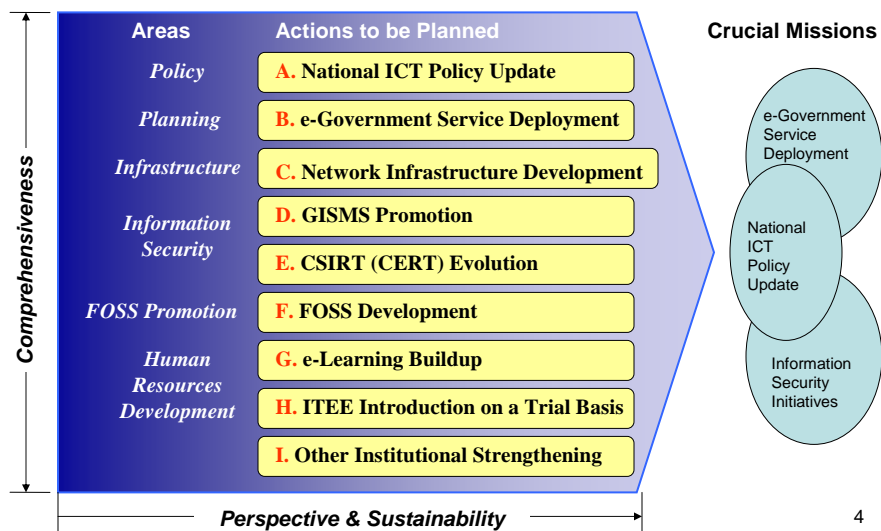 Areas
Actions to be Planned
Crucial Missions
Policy
A. National ICT Policy Update
Planning
B. e-Government Service Deployment
Infrastructure
C. Network Infrastructure Development
Information
Security
D. GISMS Promotion
E. CSIRT (CERT) Evolution
FOSS Promotion
F. FOSS Development
Human
Resources
Development
G. e-Learning Buildup
H. ITEE Introduction on a Trial Basis
I. Other Institutional Strengthening
e-Government
Service
Deployment
National
ICT
Policy
Update
Information
Security
Initiatives
Comprehensiveness
Perspective & Sustainability
4